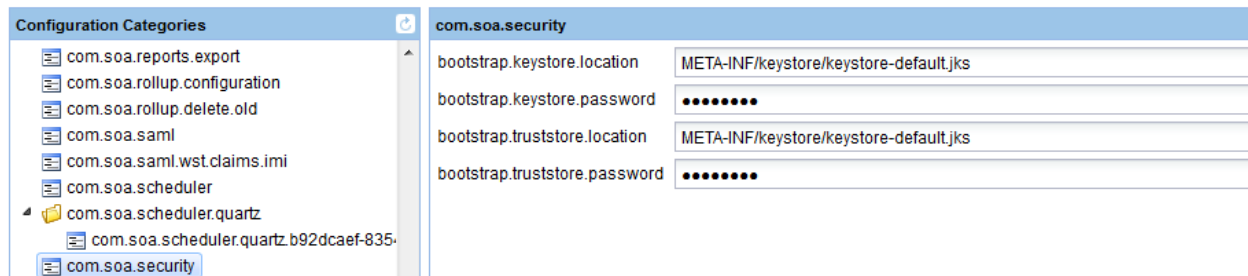 Configuration Categories
com.soa.reports.export
com.soa.rollup.configuration
com.soa.rollup.delete.old
com.soa.saml
com.soa.saml.wst.claims.imi
com.soa.scheduler
com.soa.scheduler.quartz
com.soa.scheduler.quartz.b92dcaef-835
com.soa.security
com.soa.security
bootstrap.keystore.location META-INF/keystore/keystore-default.jks
bootstrap.keystore.password ●●●●●●●●
bootstrap.truststore.location META-INF/keystore/keystore-default.jks
bootstrap.truststore.password ●●●●●●●●